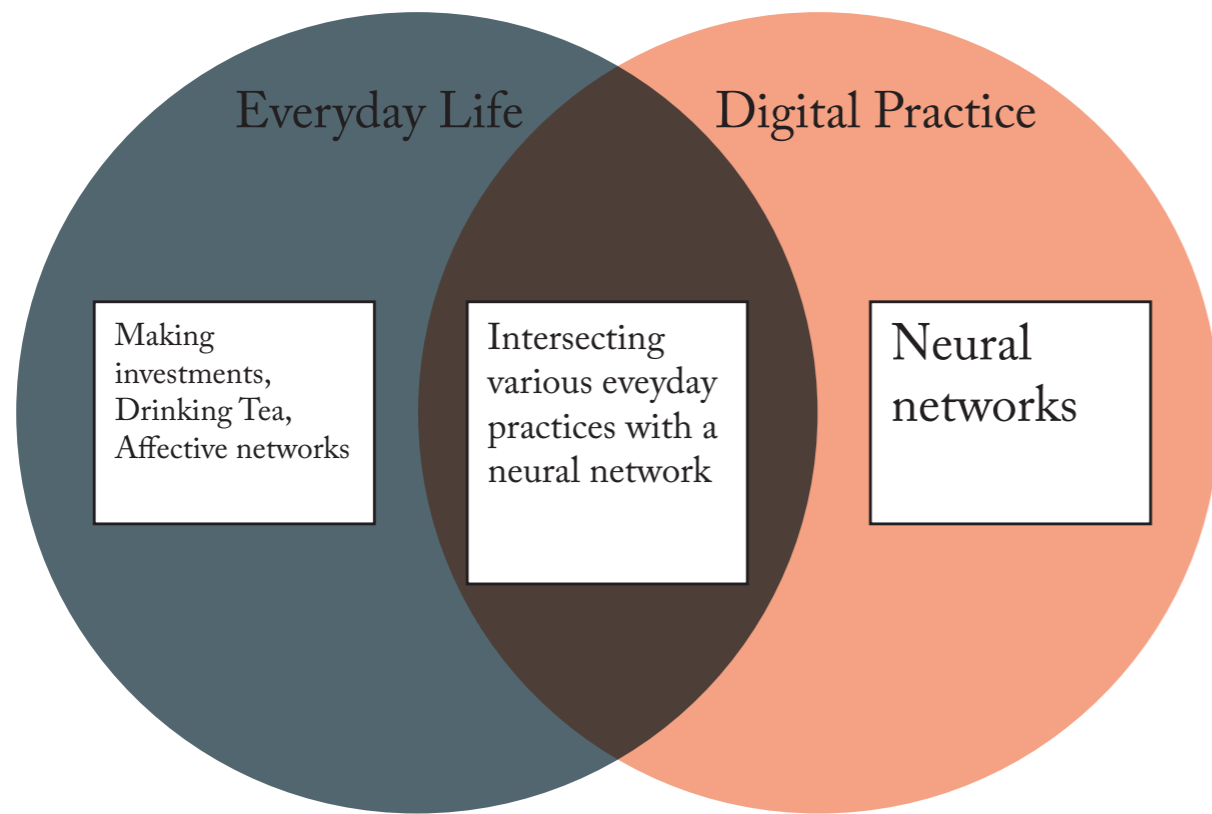 Everyday Life
Digital Practice
Making
investments,
Drinking Tea,
Affective networks
Intersecting
various eveyday
practices with a
neural network
Neural
networks